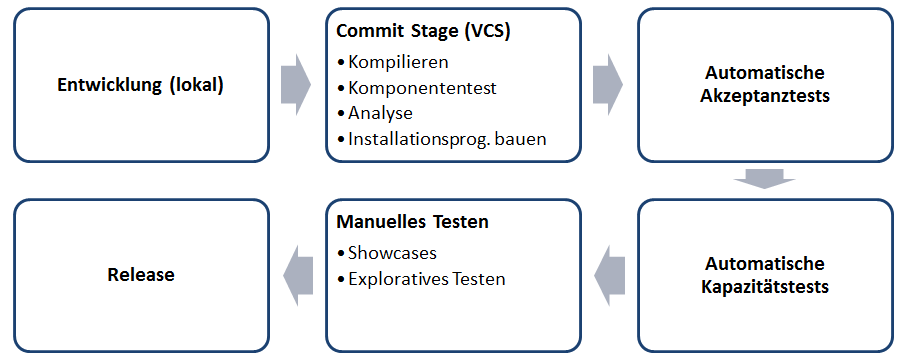 Entwicklung (lokal)
Commit Stage (VCS)
•Kompilieren
•Komponententest
•Analyse
•Installationsprog. bauen
Automatische
Akzeptanztests
Automatische
Kapazitätstests
Manuelles Testen
•Showcases
•Exploratives Testen
Release